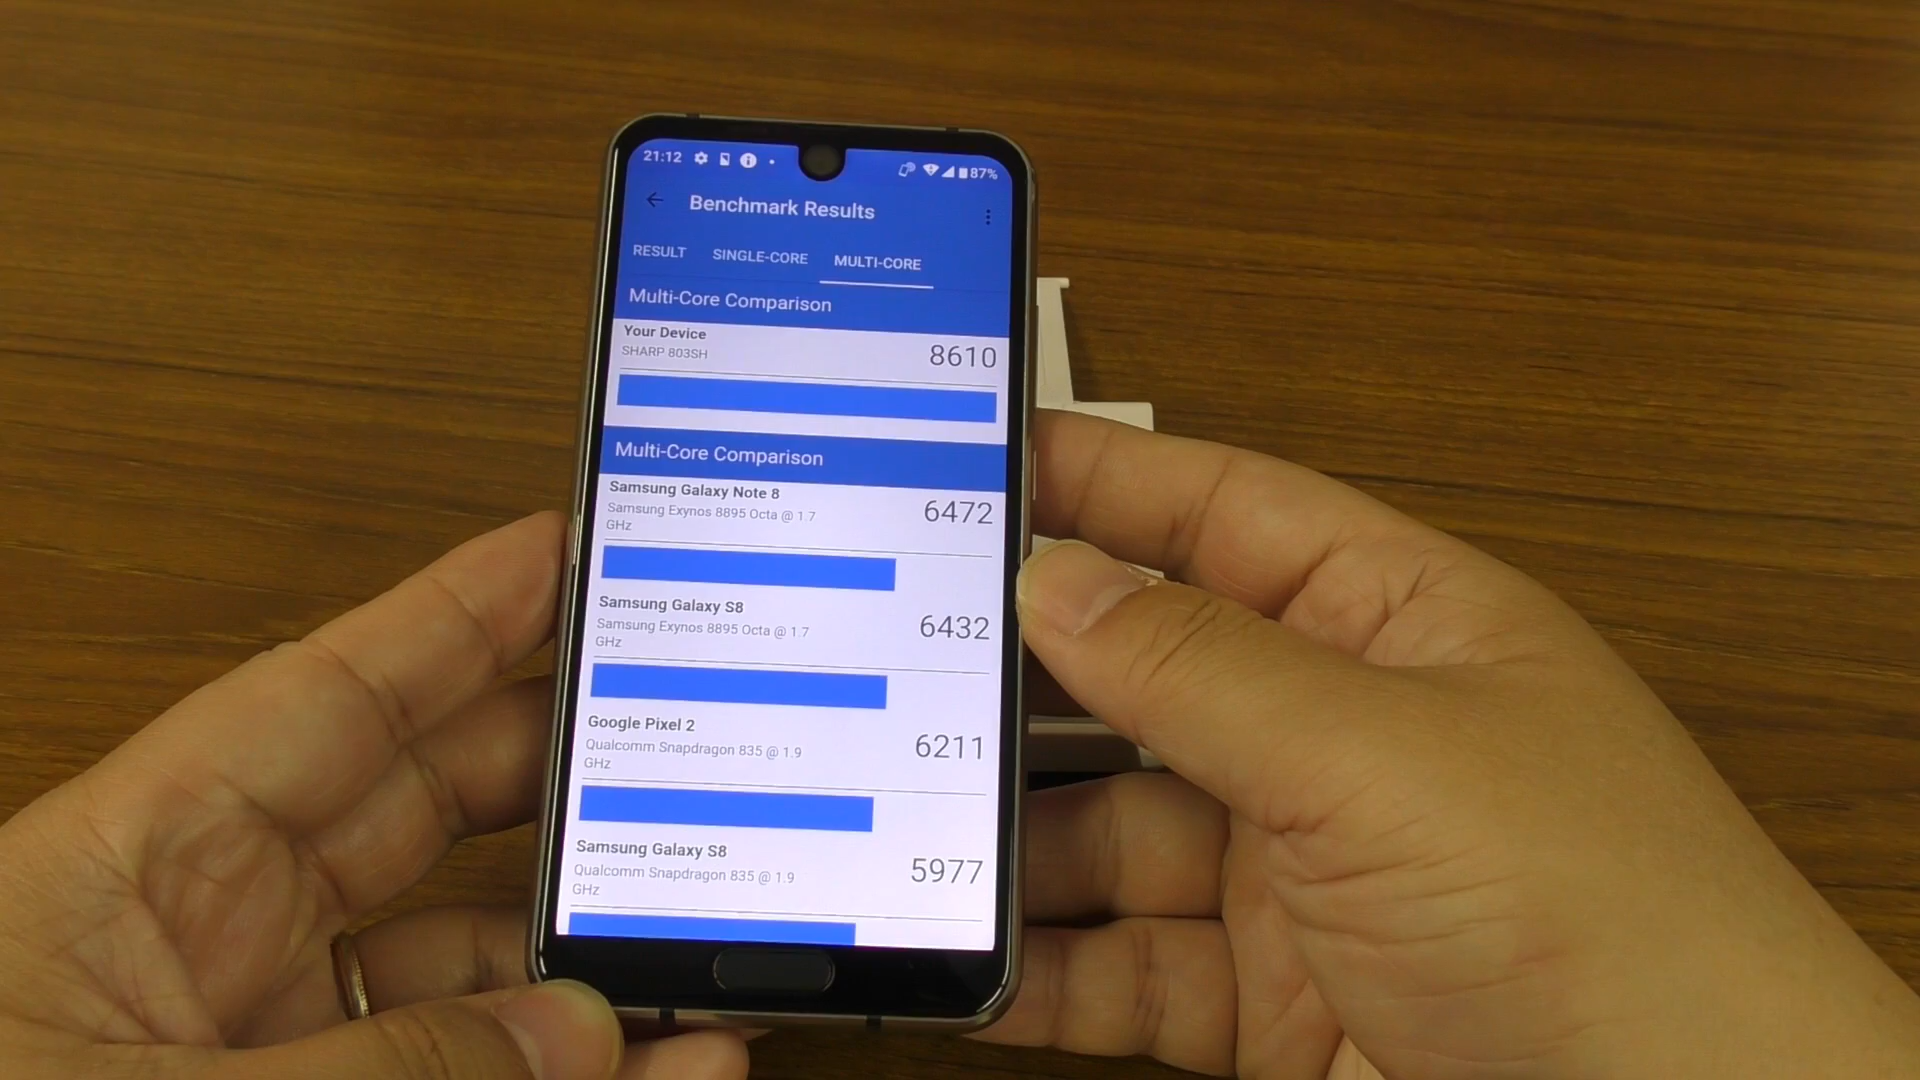 21:12 87%
Benchmark Results
RESULT SINGLE-CORE MULTI-CORE
Multi-Core Comparison
Your Device
SHARP 803SH
8610
Multi-Core Comparison
Samsung Galaxy Note 8
Samsung Exynos 8895 Octa @ 1.7
GHz
6472
Samsung Galaxy S8
Samsung Exynos 8895 Octa @ 1.7
GHz
6432
Google Pixel 2
Qualcomm Snapdragon 835 @ 1.9
GHz
6211
Samsung Galaxy S8
Qualcomm Snapdragon 835 @ 1.9
GHz
5977